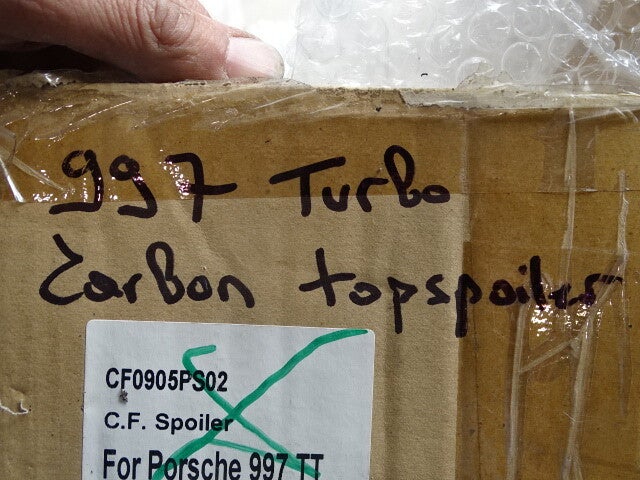 997 Turbo
Carbon topspoiler
CF0905PS02
C.F. Spoiler
For Porsche 997 TT